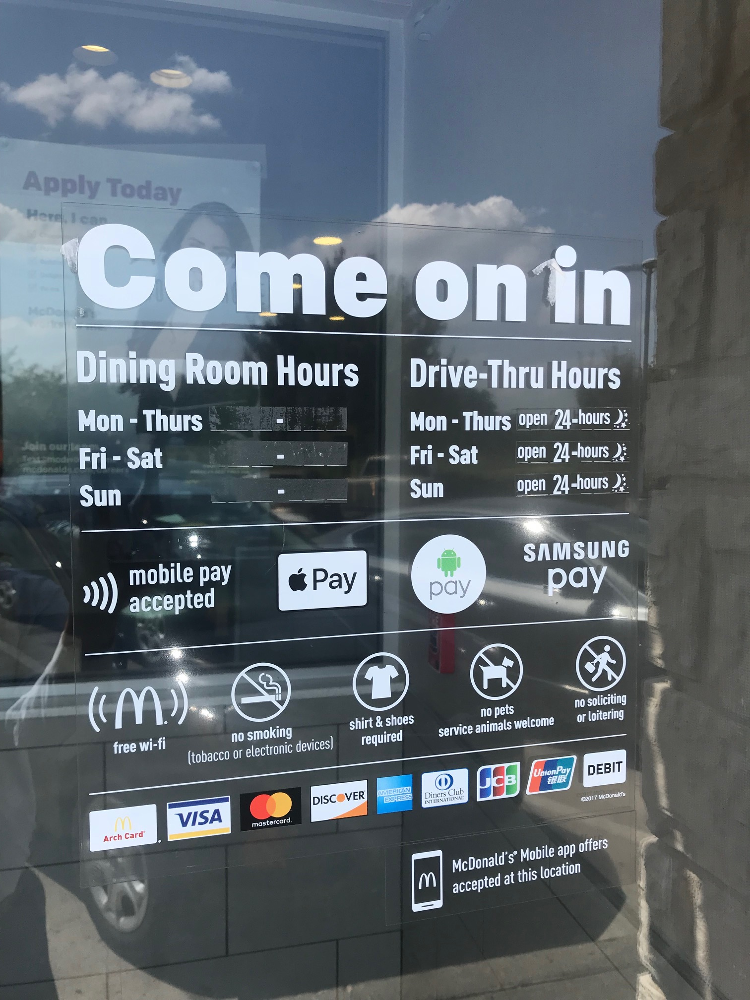 Apply Today
Here, I can
Come on in
Dining Room Hours
Mon - Thurs -
Fri - Sat -
Sun -
Drive-Thru Hours
Mon - Thurs open 24-hours
Fri - Sat open 24-hours
Sun open 24-hours
Join our
mobile pay
accepted
Pay
pay
SAMSUNG
pay
free wi-fi
no smoking
(tobacco or electronic devices)
shirt & shoes
required
no pets
service animals welcome
no soliciting
or loitering
Arch Card®
VISA
mastercard.
DISCOVER
AMERICAN
EXPRESS
Diners Club
INTERNATIONAL
JCB
UnionPay
银联
DEBIT
©2017 McDonald's
McDonald's® Mobile app offers
accepted at this location